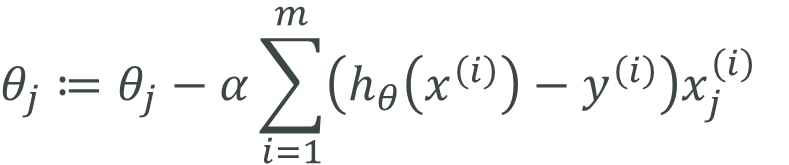 θ_j := θ_j − α ∑_{i=1}^{m} (h_θ(x^{(i)}) − y^{(i)}) x_j^{(i)}